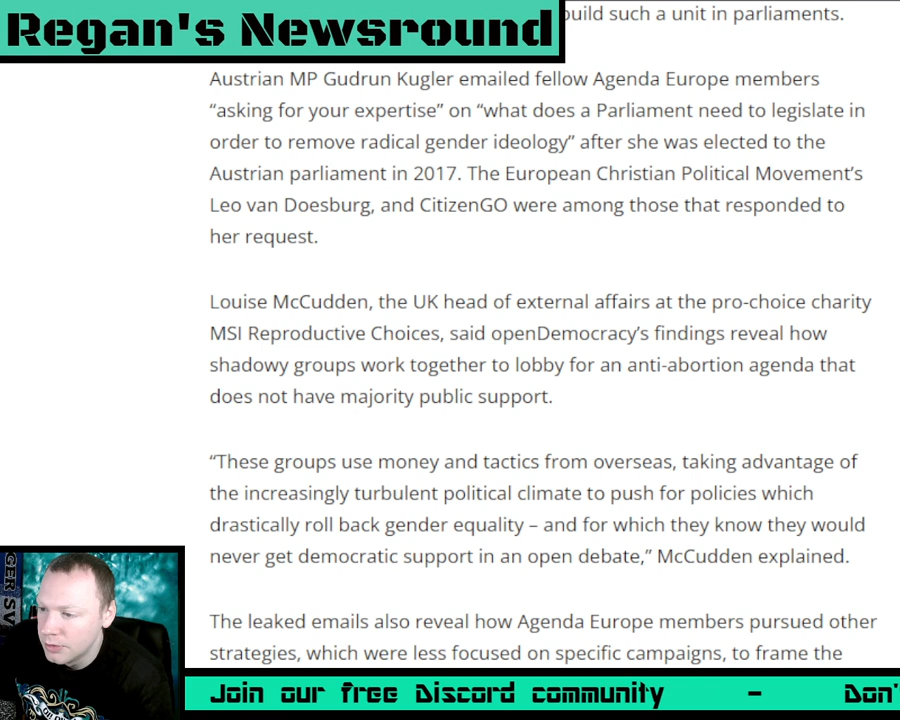 Regan's Newsround
build such a unit in parliaments.
Austrian MP Gudrun Kugler emailed fellow Agenda Europe members
“asking for your expertise” on “what does a Parliament need to legislate in
order to remove radical gender ideology” after she was elected to the
Austrian parliament in 2017. The European Christian Political Movement’s
Leo van Doesburg, and CitizenGO were among those that responded to
her request.
Louise McCudden, the UK head of external affairs at the pro-choice charity
MSI Reproductive Choices, said openDemocracy’s findings reveal how
shadowy groups work together to lobby for an anti-abortion agenda that
does not have majority public support.
“These groups use money and tactics from overseas, taking advantage of
the increasingly turbulent political climate to push for policies which
drastically roll back gender equality – and for which they know they would
never get democratic support in an open debate,” McCudden explained.
The leaked emails also reveal how Agenda Europe members pursued other
strategies, which were less focused on specific campaigns, to frame the
Join our free Discord community - Don'